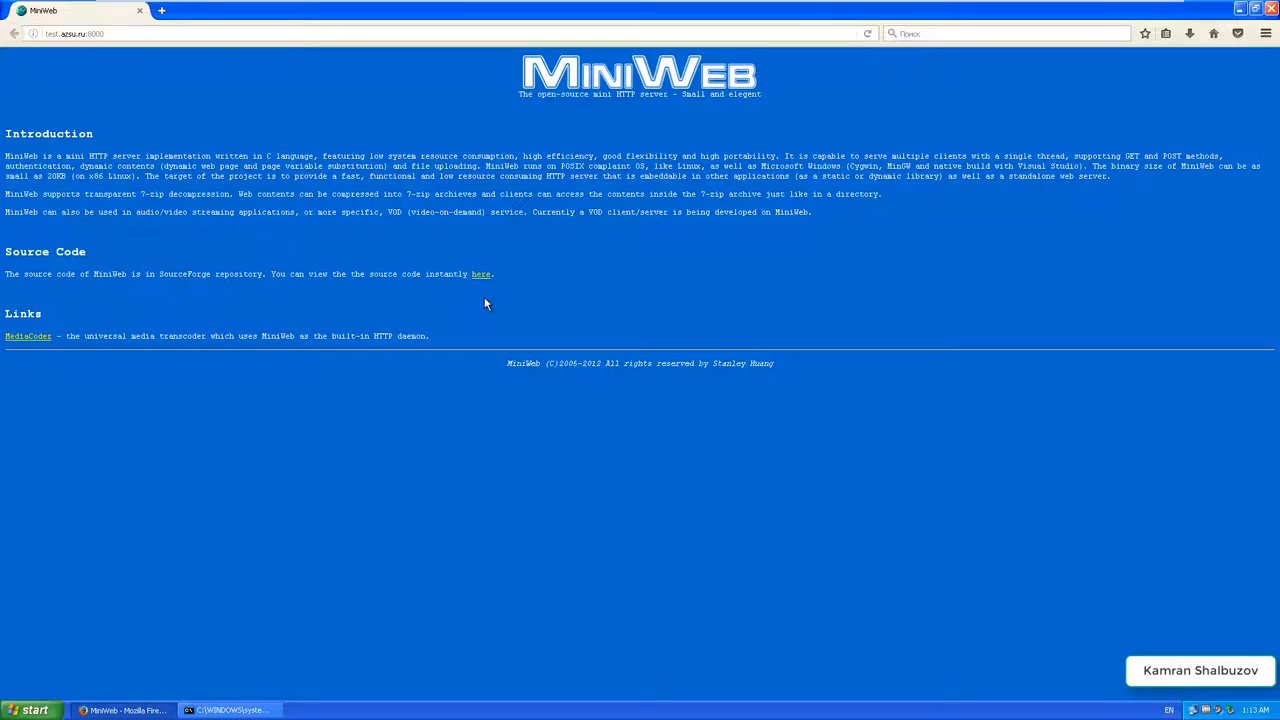 MiniWeb
test.azsu.ru:8000
Поиск
MINIWEB
The open-source mini HTTP server - Small and elegent
Introduction
MiniWeb is a mini HTTP server implementation written in C language, featuring low system resource consumption, high efficiency, good flexibility and high portability. It is capable to serve multiple clients with a single thread, supporting GET and POST methods,
authentication, dynamic contents (dynamic web page and page variable substitution) and file uploading. MiniWeb runs on POSIX complaint OS, like Linux, as well as Microsoft Windows (Cygwin, MinGW and native build with Visual Studio). The binary size of MiniWeb can be as
small as 20KB (on x86 Linux). The target of the project is to provide a fast, functional and low resource consuming HTTP server that is embeddable in other applications (as a static or dynamic library) as well as a standalone web server.
MiniWeb supports transparent 7-zip decompression. Web contents can be compressed into 7-zip archieves and clients can access the contents inside the 7-zip archive just like in a directory.
MiniWeb can also be used in audio/video streaming applications, or more specific, VOD (video-on-demand) service. Currently a VOD client/server is being developed on MiniWeb.
Source Code
The source code of MiniWeb is in SourceForge repository. You can view the the source code instantly here.
Links
MediaCoder - the universal media transcoder which uses MiniWeb as the built-in HTTP daemon.
MiniWeb (C)2005-2012 All rights reserved by Stanley Huang
Kamran Shalbuzov
start
MiniWeb - Mozilla Fire...
C:\WINDOWS\syste...
EN
1:13 AM